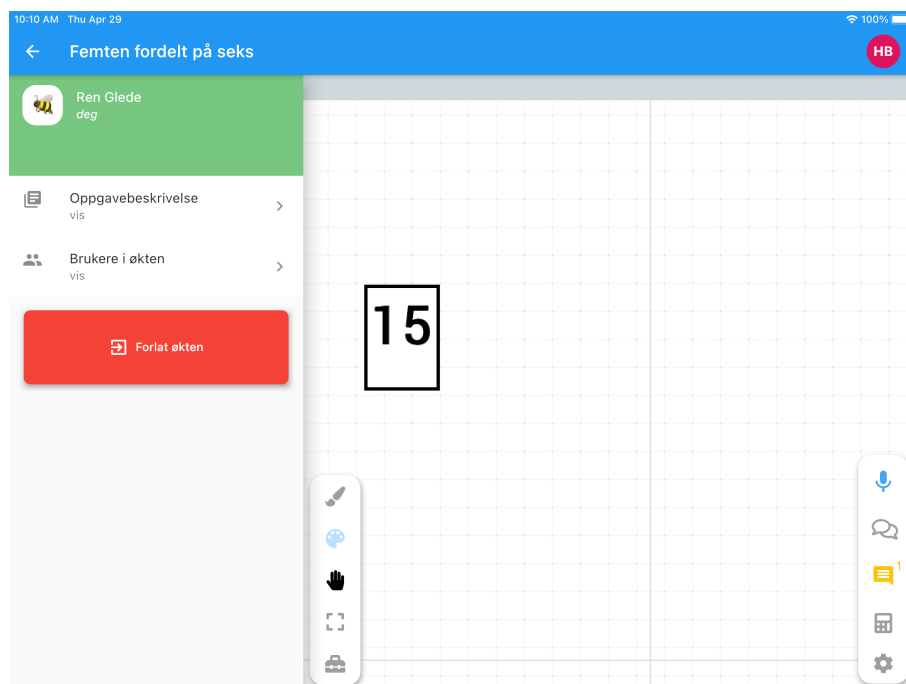 10:10 AM Thu Apr 29
100%
Femten fordelt på seks
HB
Ren Glede
deg
Oppgavebeskrivelse
vis
Brukere i økten
vis
15
Forlat økten
1